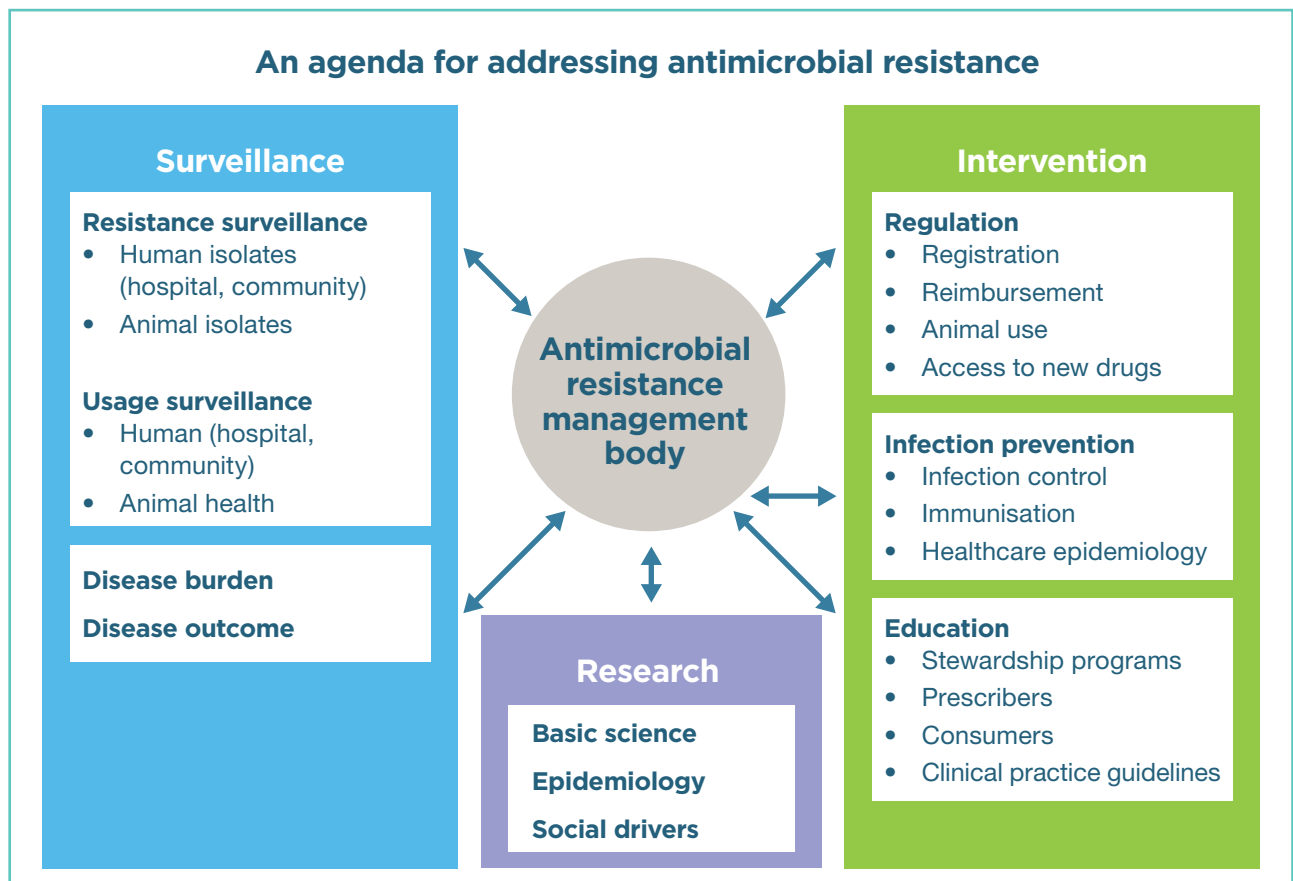 An agenda for addressing antimicrobial resistance
Surveillance
Resistance surveillance
• Human isolates
(hospital, community)
• Animal isolates
Usage surveillance
• Human (hospital,
community)
• Animal health
Disease burden
Disease outcome
Antimicrobial
resistance
management
body
Research
Basic science
Epidemiology
Social drivers
Intervention
Regulation
• Registration
• Reimbursement
• Animal use
• Access to new drugs
Infection prevention
• Infection control
• Immunisation
• Healthcare epidemiology
Education
• Stewardship programs
• Prescribers
• Consumers
• Clinical practice guidelines